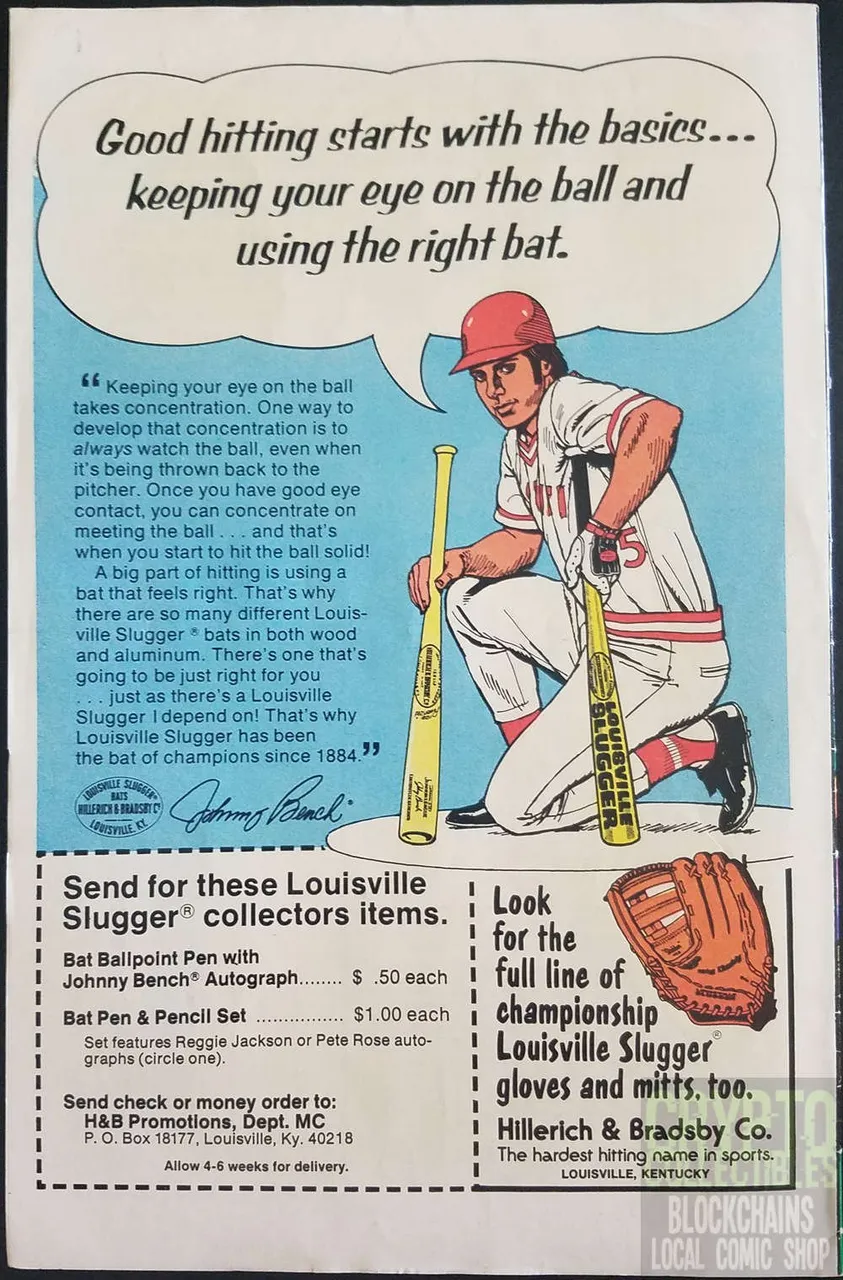 Good hitting starts with the basics...
keeping your eye on the ball and
using the right bat.
“ Keeping your eye on the ball
takes concentration. One way to
develop that concentration is to
always watch the ball, even when
it's being thrown back to the
pitcher. Once you have good eye
contact, you can concentrate on
meeting the ball . . . and that's
when you start to hit the ball solid!
A big part of hitting is using a
bat that feels right. That's why
there are so many different Louis-
ville Slugger ® bats in both wood
and aluminum. There's one that's
going to be just right for you
. . . just as there's a Louisville
Slugger I depend on! That's why
Louisville Slugger has been
the bat of champions since 1884.”
LOUISVILLE SLUGGER
BATS
HILLERICH & BRADSBY Cº
LOUISVILLE, KY.
Johnny Bench
5
LOUISVILLE
SLUGGER
Send for these Louisville
Slugger® collectors items.
Bat Ballpoint Pen with
Johnny Bench® Autograph........ $ .50 each
Bat Pen & Pencil Set ................ $1.00 each
Set features Reggie Jackson or Pete Rose auto-
graphs (circle one).
Send check or money order to:
H&B Promotions, Dept. MC
P. O. Box 18177, Louisville, Ky. 40218
Allow 4-6 weeks for delivery.
Look
for the
full line of
championship
Louisville Slugger®
gloves and mitts, too.
Hillerich & Bradsby Co.
The hardest hitting name in sports.
LOUISVILLE, KENTUCKY
CRYPTO
COLLECTIBLES
BLOCKCHAINS
LOCAL COMIC SHOP